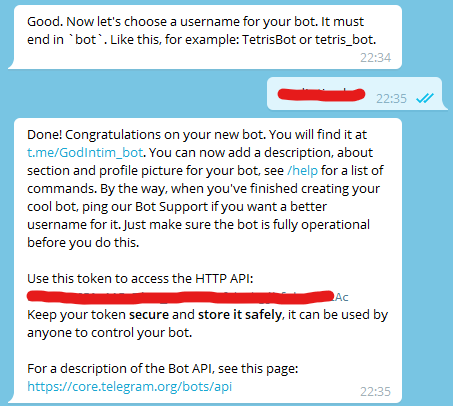 Good. Now let's choose a username for your bot. It must
end in `bot`. Like this, for example: TetrisBot or tetris_bot.
22:34
22:35
Done! Congratulations on your new bot. You will find it at
t.me/GodIntim_bot. You can now add a description, about
section and profile picture for your bot, see /help for a list of
commands. By the way, when you've finished creating your
cool bot, ping our Bot Support if you want a better
username for it. Just make sure the bot is fully operational
before you do this.
Use this token to access the HTTP API:
Ac
Keep your token secure and store it safely, it can be used by
anyone to control your bot.
For a description of the Bot API, see this page:
https://core.telegram.org/bots/api
22:35